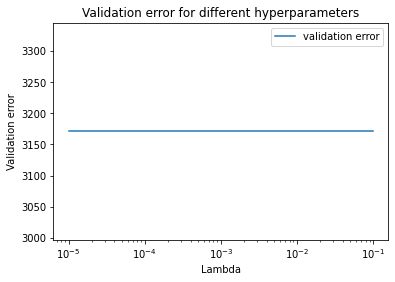 Validation error for different hyperparameters
validation error
Validation error
3300
3250
3200
3150
3100
3050
3000
10⁻⁵ 10⁻⁴ 10⁻³ 10⁻² 10⁻¹
Lambda